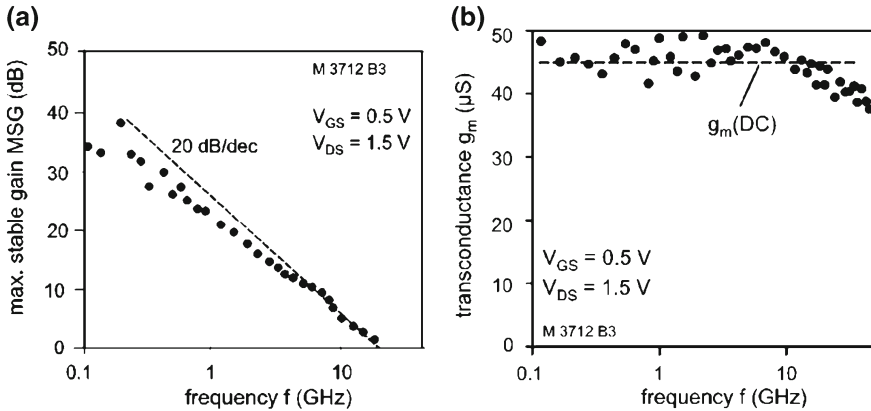 (a)
max. stable gain MSG (dB)
50
40
30
20
10
0
M 3712 B3
V_GS = 0.5 V
V_DS = 1.5 V
20 dB/dec
0.1
1
10
frequency f (GHz)
(b)
transconductance g_m (µS)
50
40
30
20
10
0
g_m(DC)
V_GS = 0.5 V
V_DS = 1.5 V
M 3712 B3
0.1
1
10
frequency f (GHz)